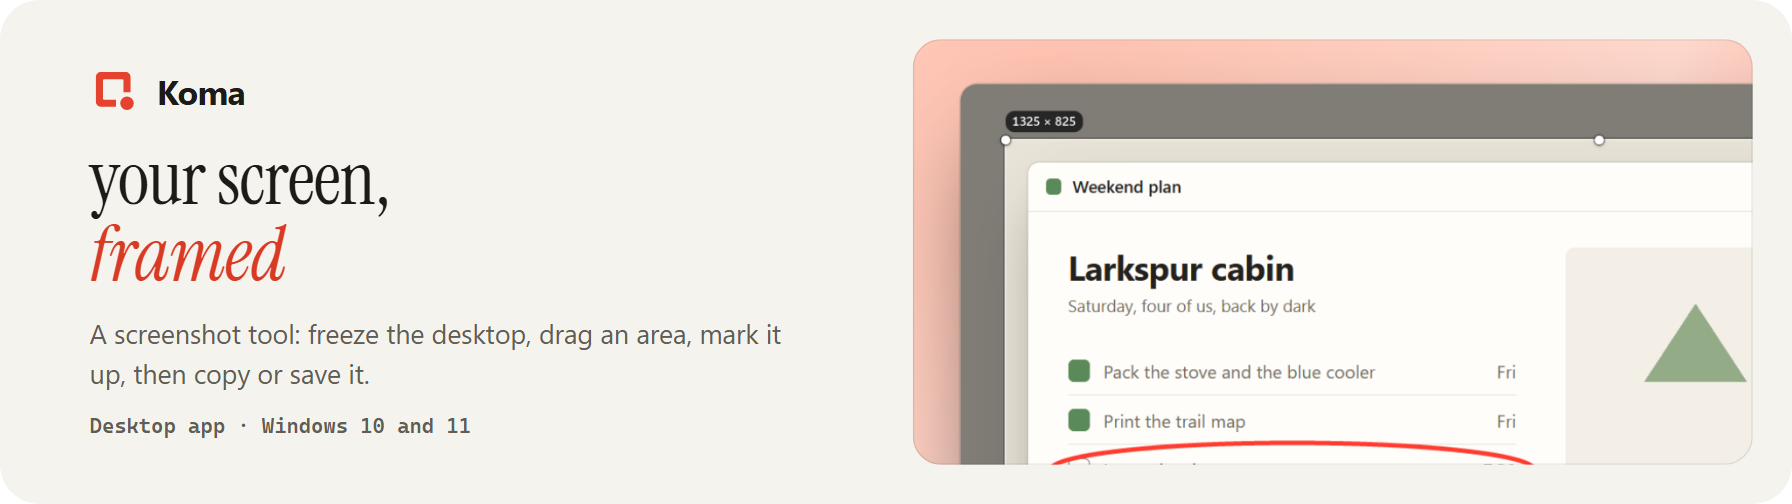 Koma
your screen,
framed
A screenshot tool: freeze the desktop, drag an area, mark it
up, then copy or save it.
Desktop app · Windows 10 and 11
1325 × 825
Weekend plan
Larkspur cabin
Saturday, four of us, back by dark
Pack the stove and the blue cooler Fri
Print the trail map Fri